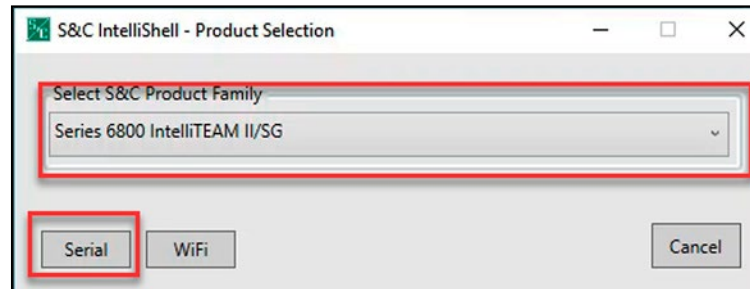 S&C IntelliShell - Product Selection
Select S&C Product Family
Series 6800 IntelliTEAM II/SG
Serial WiFi Cancel